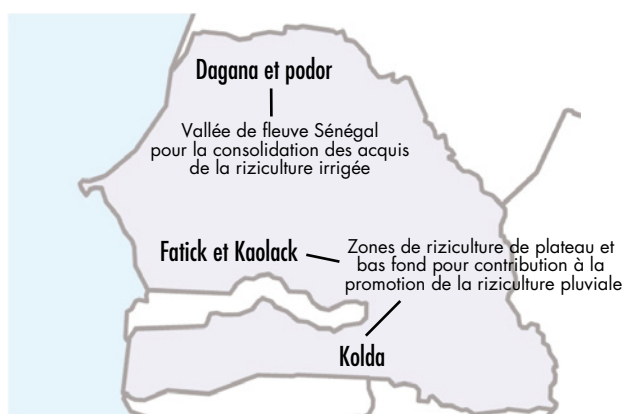 Dagana et podor
Vallée de fleuve Sénégal
pour la consolidation des acquis
de la riziculture irrigée
Fatick et Kaolack
Zones de riziculture de plateau et
bas fond pour contribution à la
promotion de la riziculture pluviale
Kolda